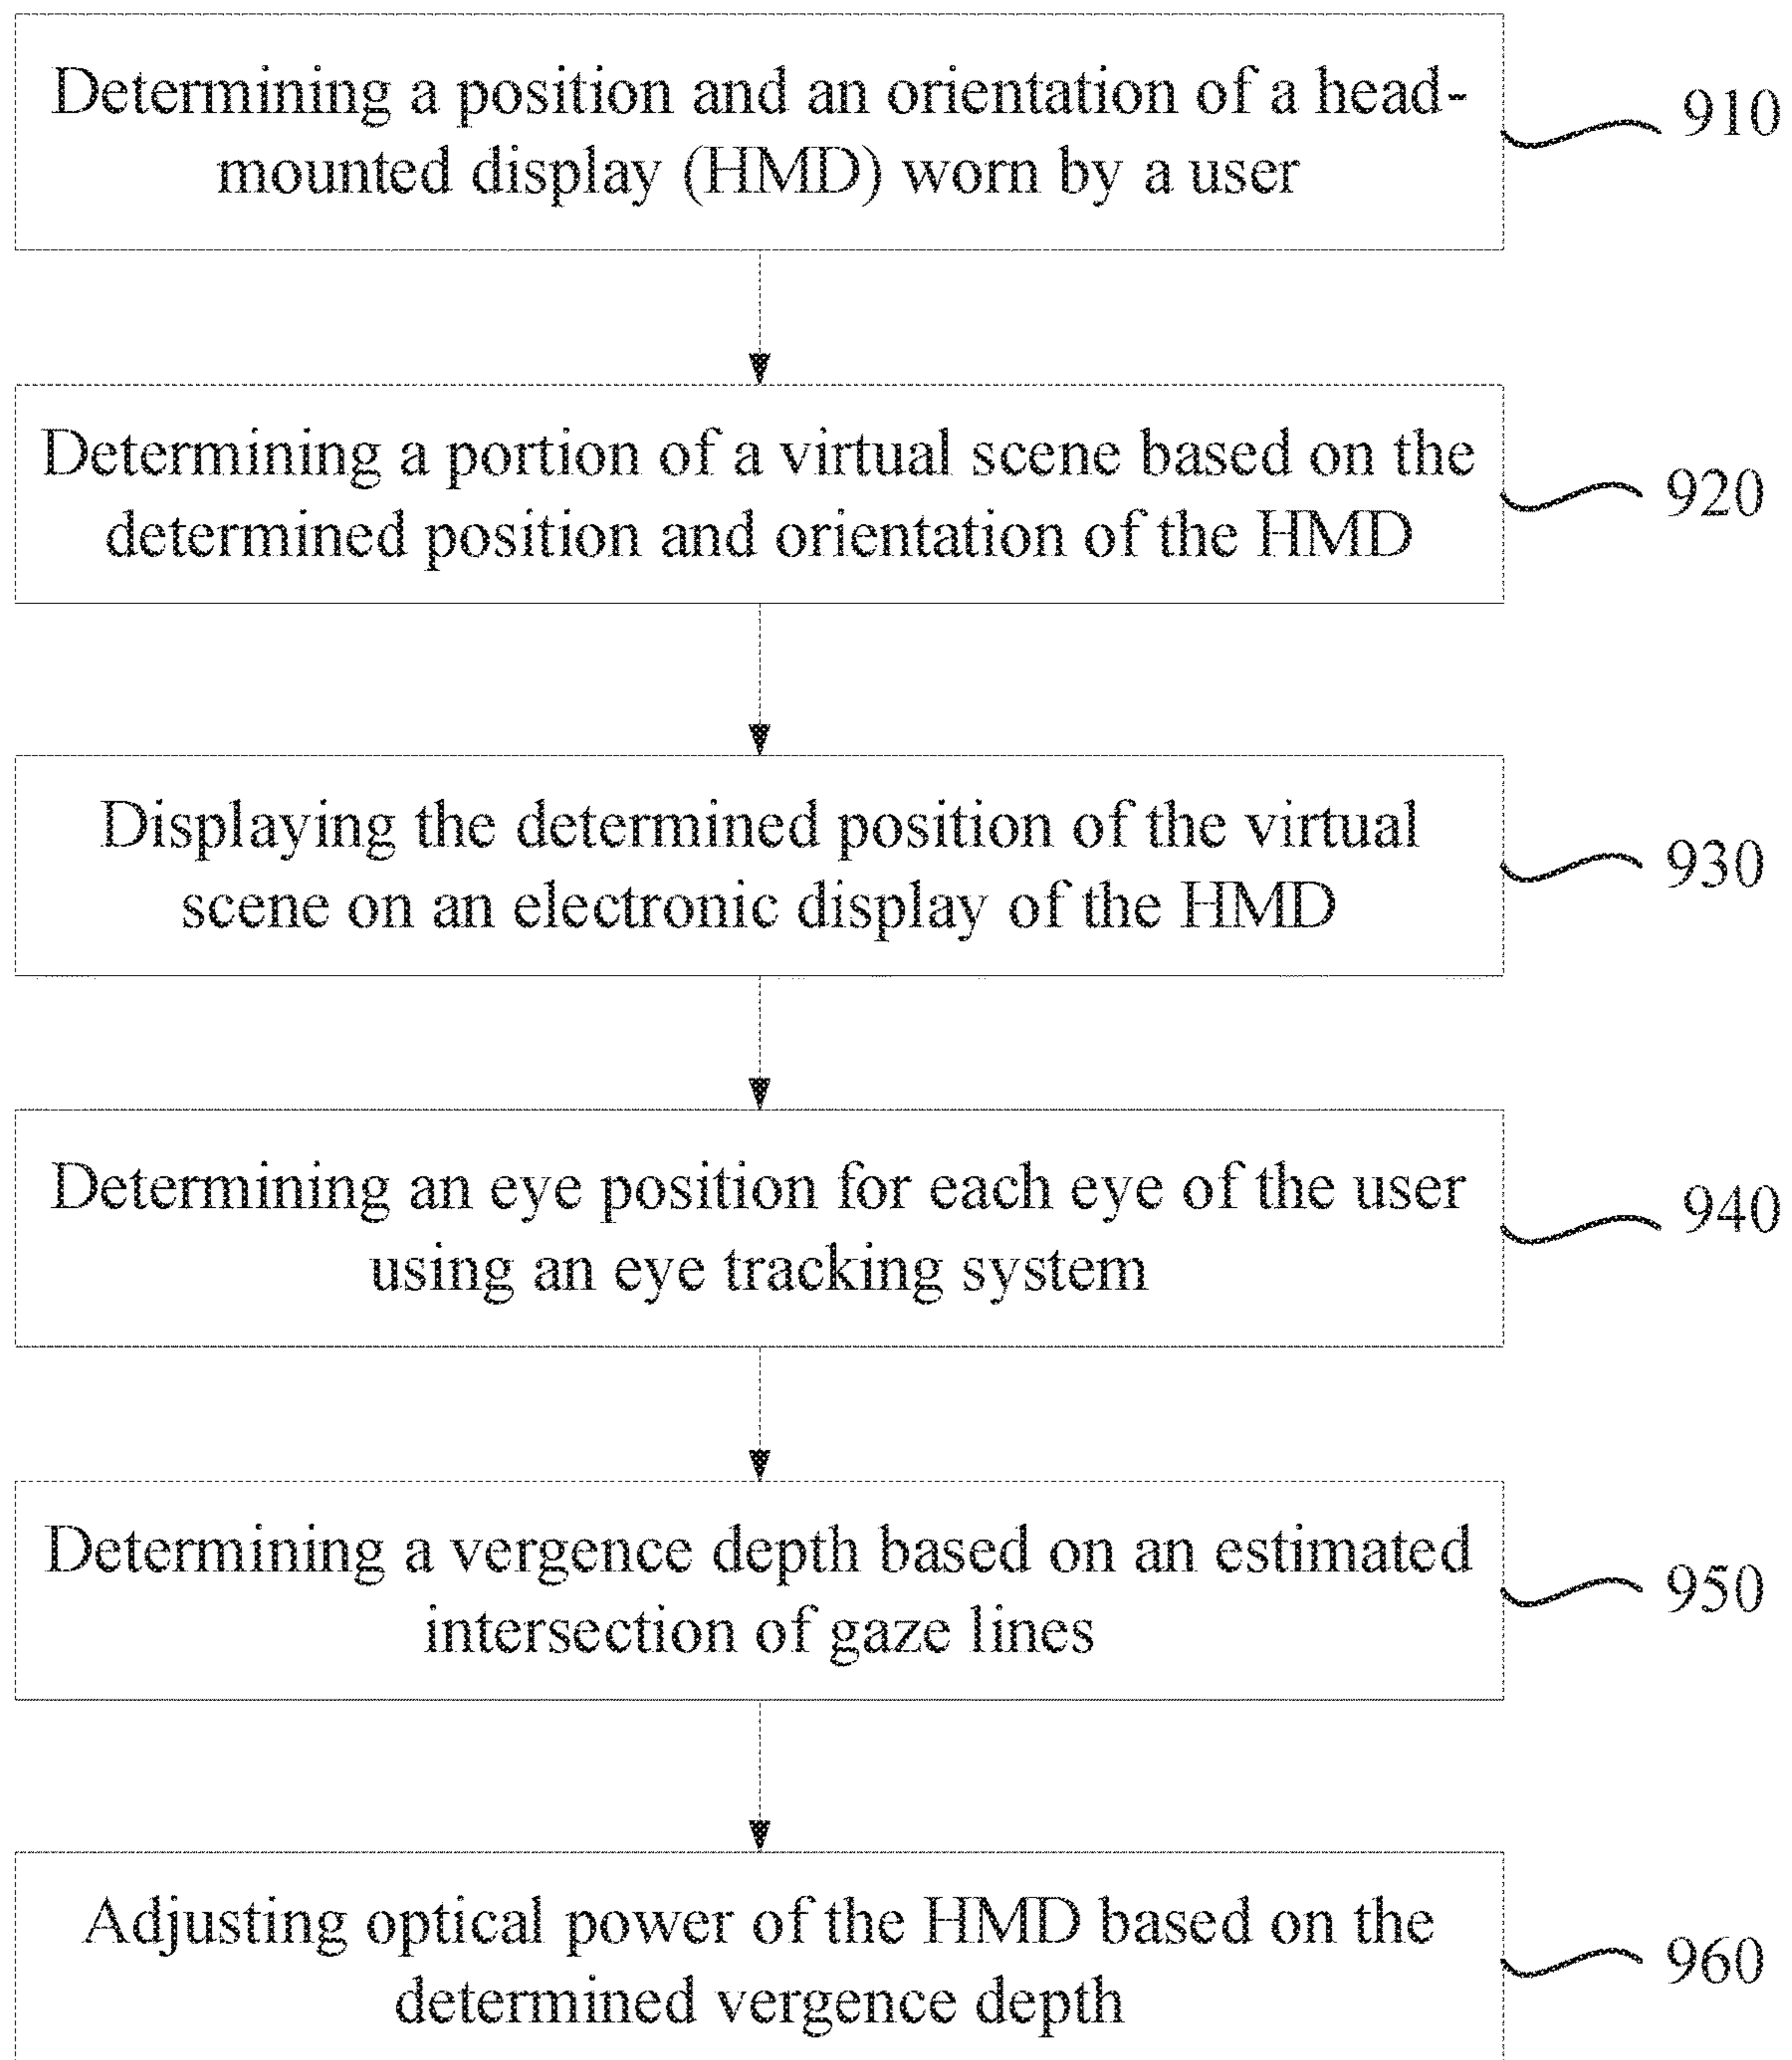 Determining a position and an orientation of a head-
mounted display (HMD) worn by a user
910
Determining a portion of a virtual scene based on the
determined position and orientation of the HMD
920
Displaying the determined position of the virtual
scene on an electronic display of the HMD
930
Determining an eye position for each eye of the user
using an eye tracking system
940
Determining a vergence depth based on an estimated
intersection of gaze lines
950
Adjusting optical power of the HMD based on the
determined vergence depth
960